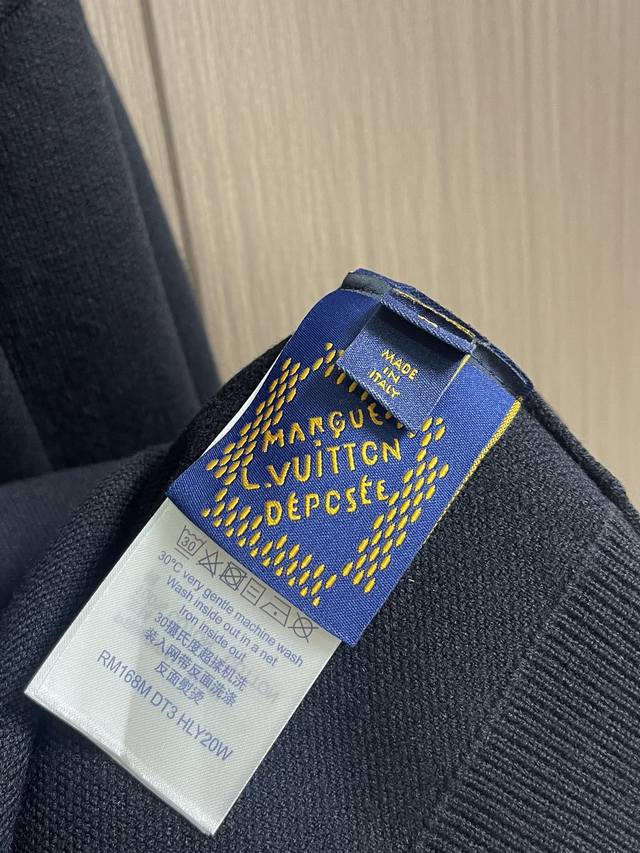 MADE
IN
ITALY
MARQUE
L.VUITTON
DÉPOSÉE
30
30°C very gentle machine wash
Wash inside out in a net
Iron inside out
30摄氏度超揉机洗
装入网带反面洗涤
反面熨烫
RM168M DT3 HLY20W